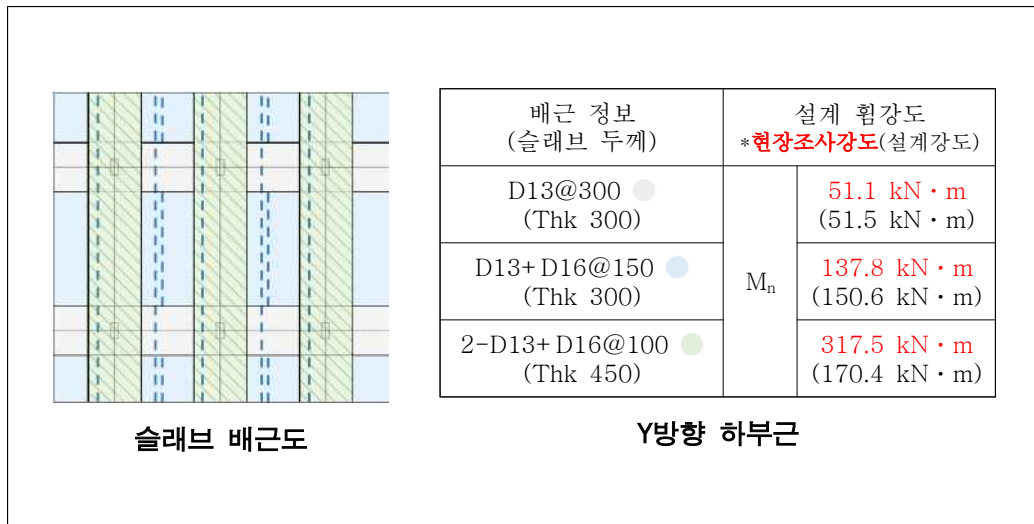 배근 정보
(슬래브 두께)
설계 휨강도
*현장조사강도(설계강도)
D13@300
(Thk 300)
M_n
51.1 kN·m
(51.5 kN·m)
D13+D16@150
(Thk 300)
137.8 kN·m
(150.6 kN·m)
2-D13+D16@100
(Thk 450)
317.5 kN·m
(170.4 kN·m)
슬래브 배근도
Y방향 하부근